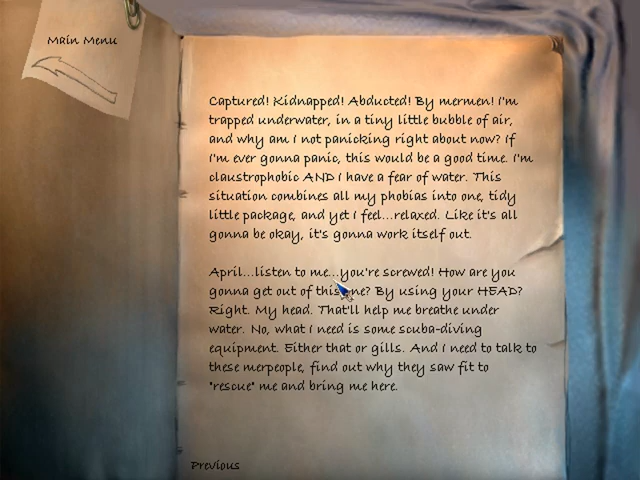 Main Menu
Captured! Kidnapped! Abducted! By mermen! I'm
trapped underwater, in a tiny little bubble of air,
and why am I not panicking right about now? If
I'm ever gonna panic, this would be a good time. I'm
claustrophobic AND I have a fear of water. This
situation combines all my phobias into one, tidy
little package, and yet I feel...relaxed. Like it's all
gonna be okay, it's gonna work itself out.
April...listen to me...you're screwed! How are you
gonna get out of this one? By using your HEAD?
Right. My head. That'll help me breathe under
water. No, what I need is some scuba-diving
equipment. Either that or gills. And I need to talk to
these merpeople, find out why they saw fit to
"rescue" me and bring me here.
Previous